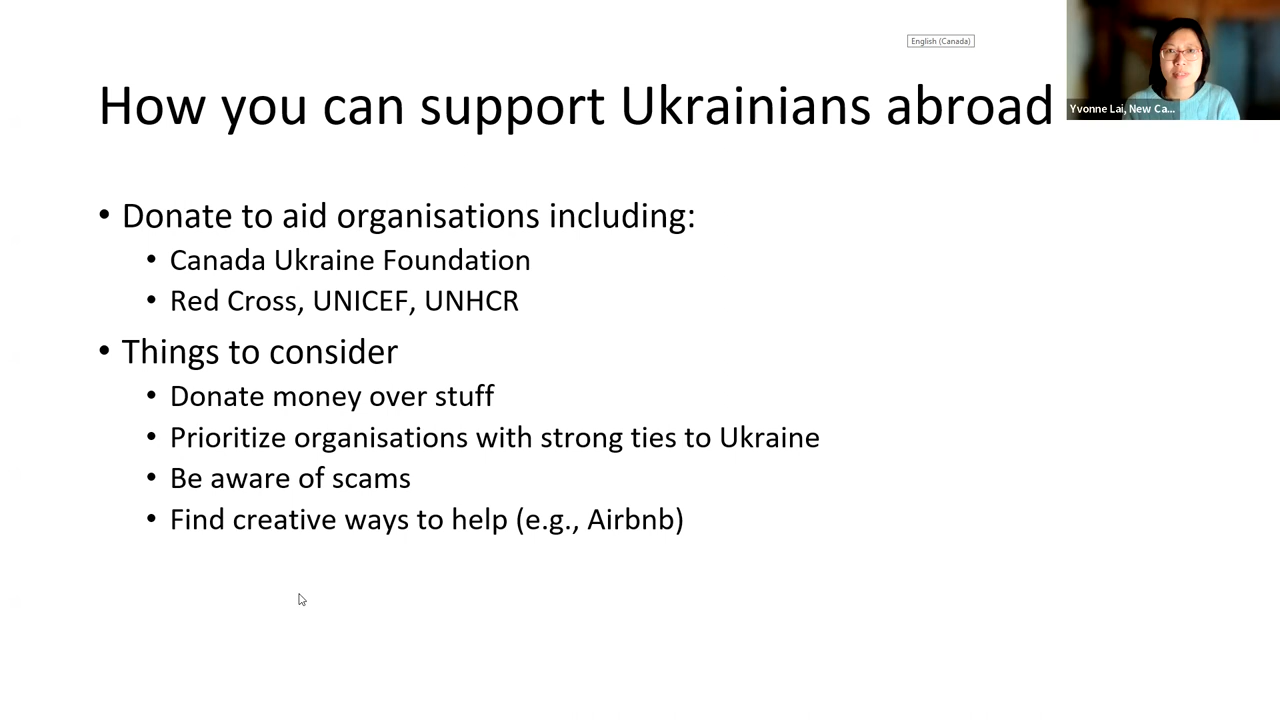 English (Canada)
How you can support Ukrainians abroad
Yvonne Lai, New Ca...
• Donate to aid organisations including:
• Canada Ukraine Foundation
• Red Cross, UNICEF, UNHCR
• Things to consider
• Donate money over stuff
• Prioritize organisations with strong ties to Ukraine
• Be aware of scams
• Find creative ways to help (e.g., Airbnb)